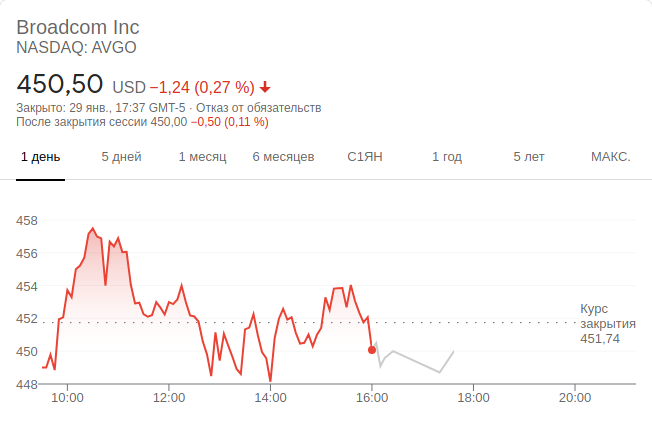 Broadcom Inc
NASDAQ: AVGO
450,50 USD −1,24 (0,27 %)
Закрыто: 29 янв., 17:37 GMT-5 · Отказ от обязательств
После закрытия сессии 450,00 −0,50 (0,11 %)
1 день 5 дней 1 месяц 6 месяцев С1ЯН 1 год 5 лет МАКС.
458
456
454
452
450
448
Курс
закрытия
451,74
10:00 12:00 14:00 16:00 18:00 20:00